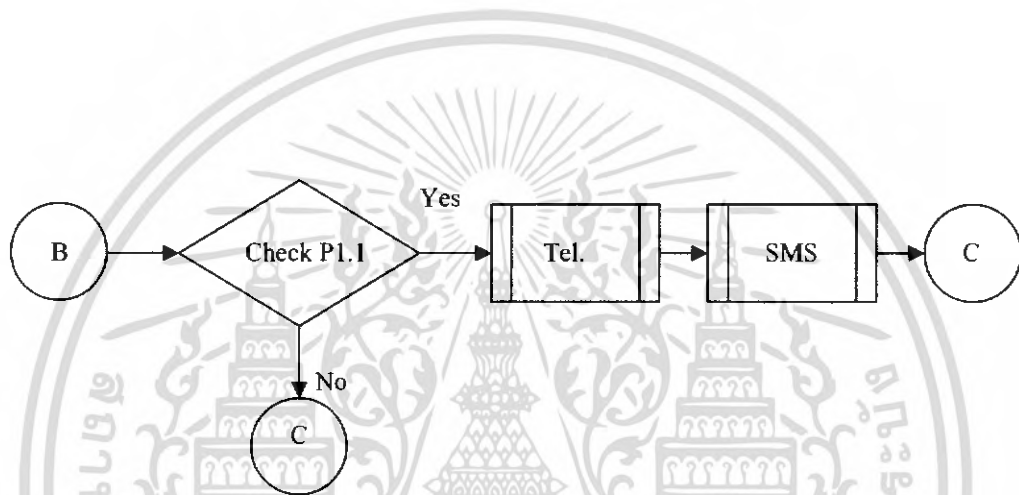 Yes
B
Check P1.1
Tel.
SMS
C
No
C